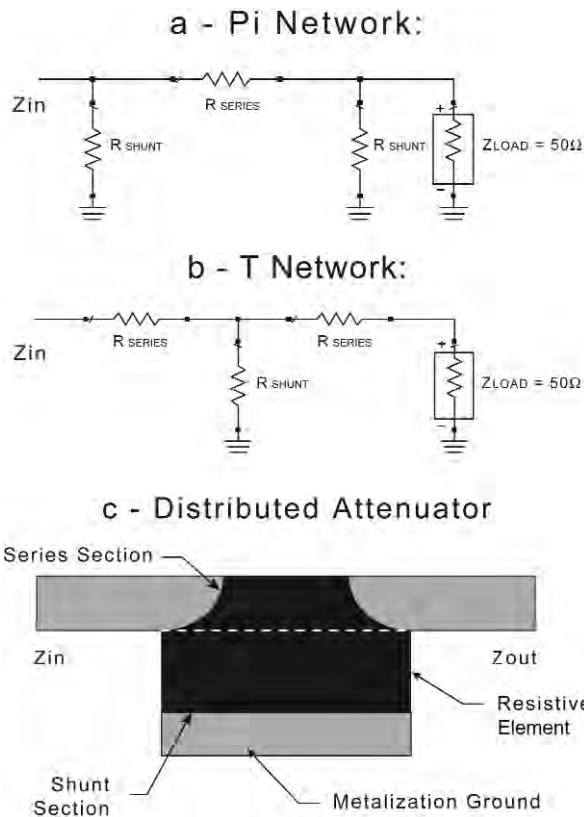 a - Pi Network:
Zin
R SERIES
R SHUNT
R SHUNT
+
-
ZLOAD = 50Ω
b - T Network:
Zin
R SERIES
R SERIES
R SHUNT
+
-
ZLOAD = 50Ω
c - Distributed Attenuator
Series Section
Zin
Zout
Resistive
Element
Shunt
Section
Metalization Ground